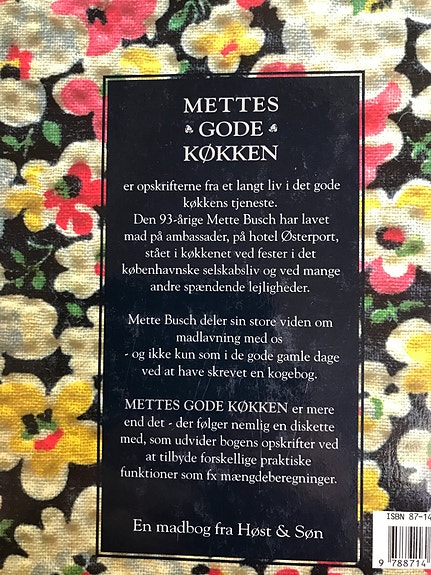 METTES
GODE
KØKKEN
er opskrifterne fra et langt liv i det gode
køkkens tjeneste.
Den 93-årige Mette Busch har lavet
mad på ambassader, på hotel Østerport,
stået i køkkenet ved fester i det
københavnske selskabsliv og ved mange
andre spændende lejligheder.
Mette Busch deler sin store viden om
madlavning med os
- og ikke kun som i de gode gamle dage
ved at have skrevet en kogebog.
METTES GODE KØKKEN er mere
end det - der følger nemlig en diskette
med, som udvider bogens opskrifter ved
at tilbyde forskellige praktiske
funktioner som fx mængdeberegninger.
En madbog fra Høst & Søn
ISBN 87-14
9 788714